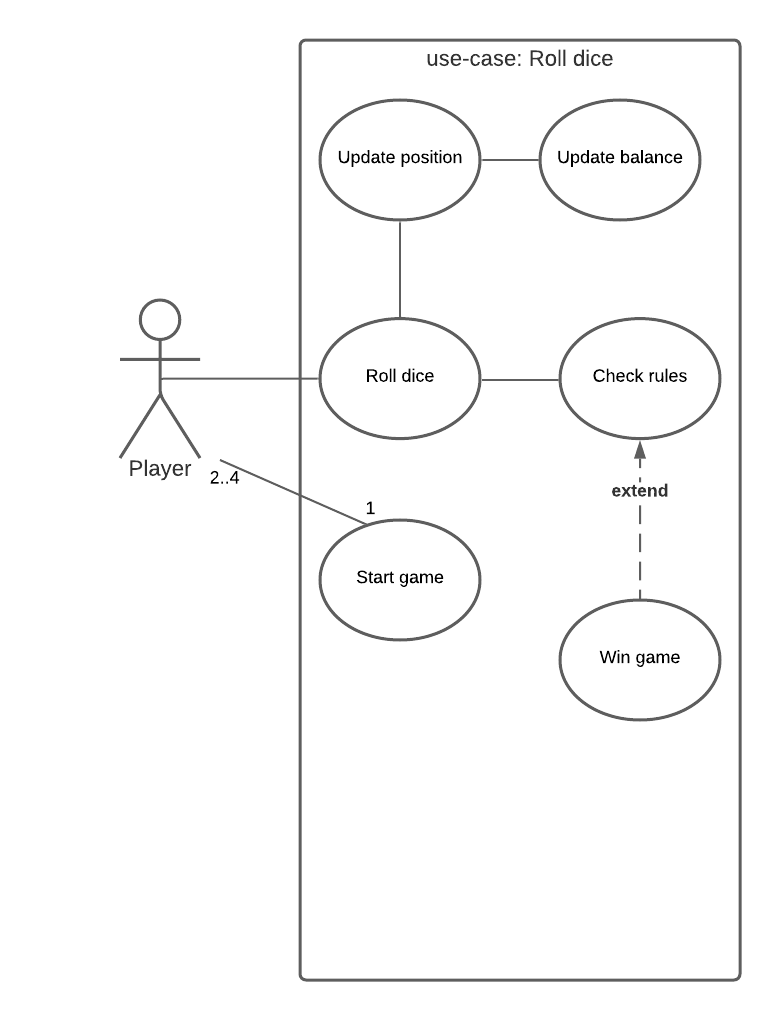 use-case: Roll dice
Update position
Update balance
Roll dice
Check rules
Player
2..4
extend
1
Start game
Win game